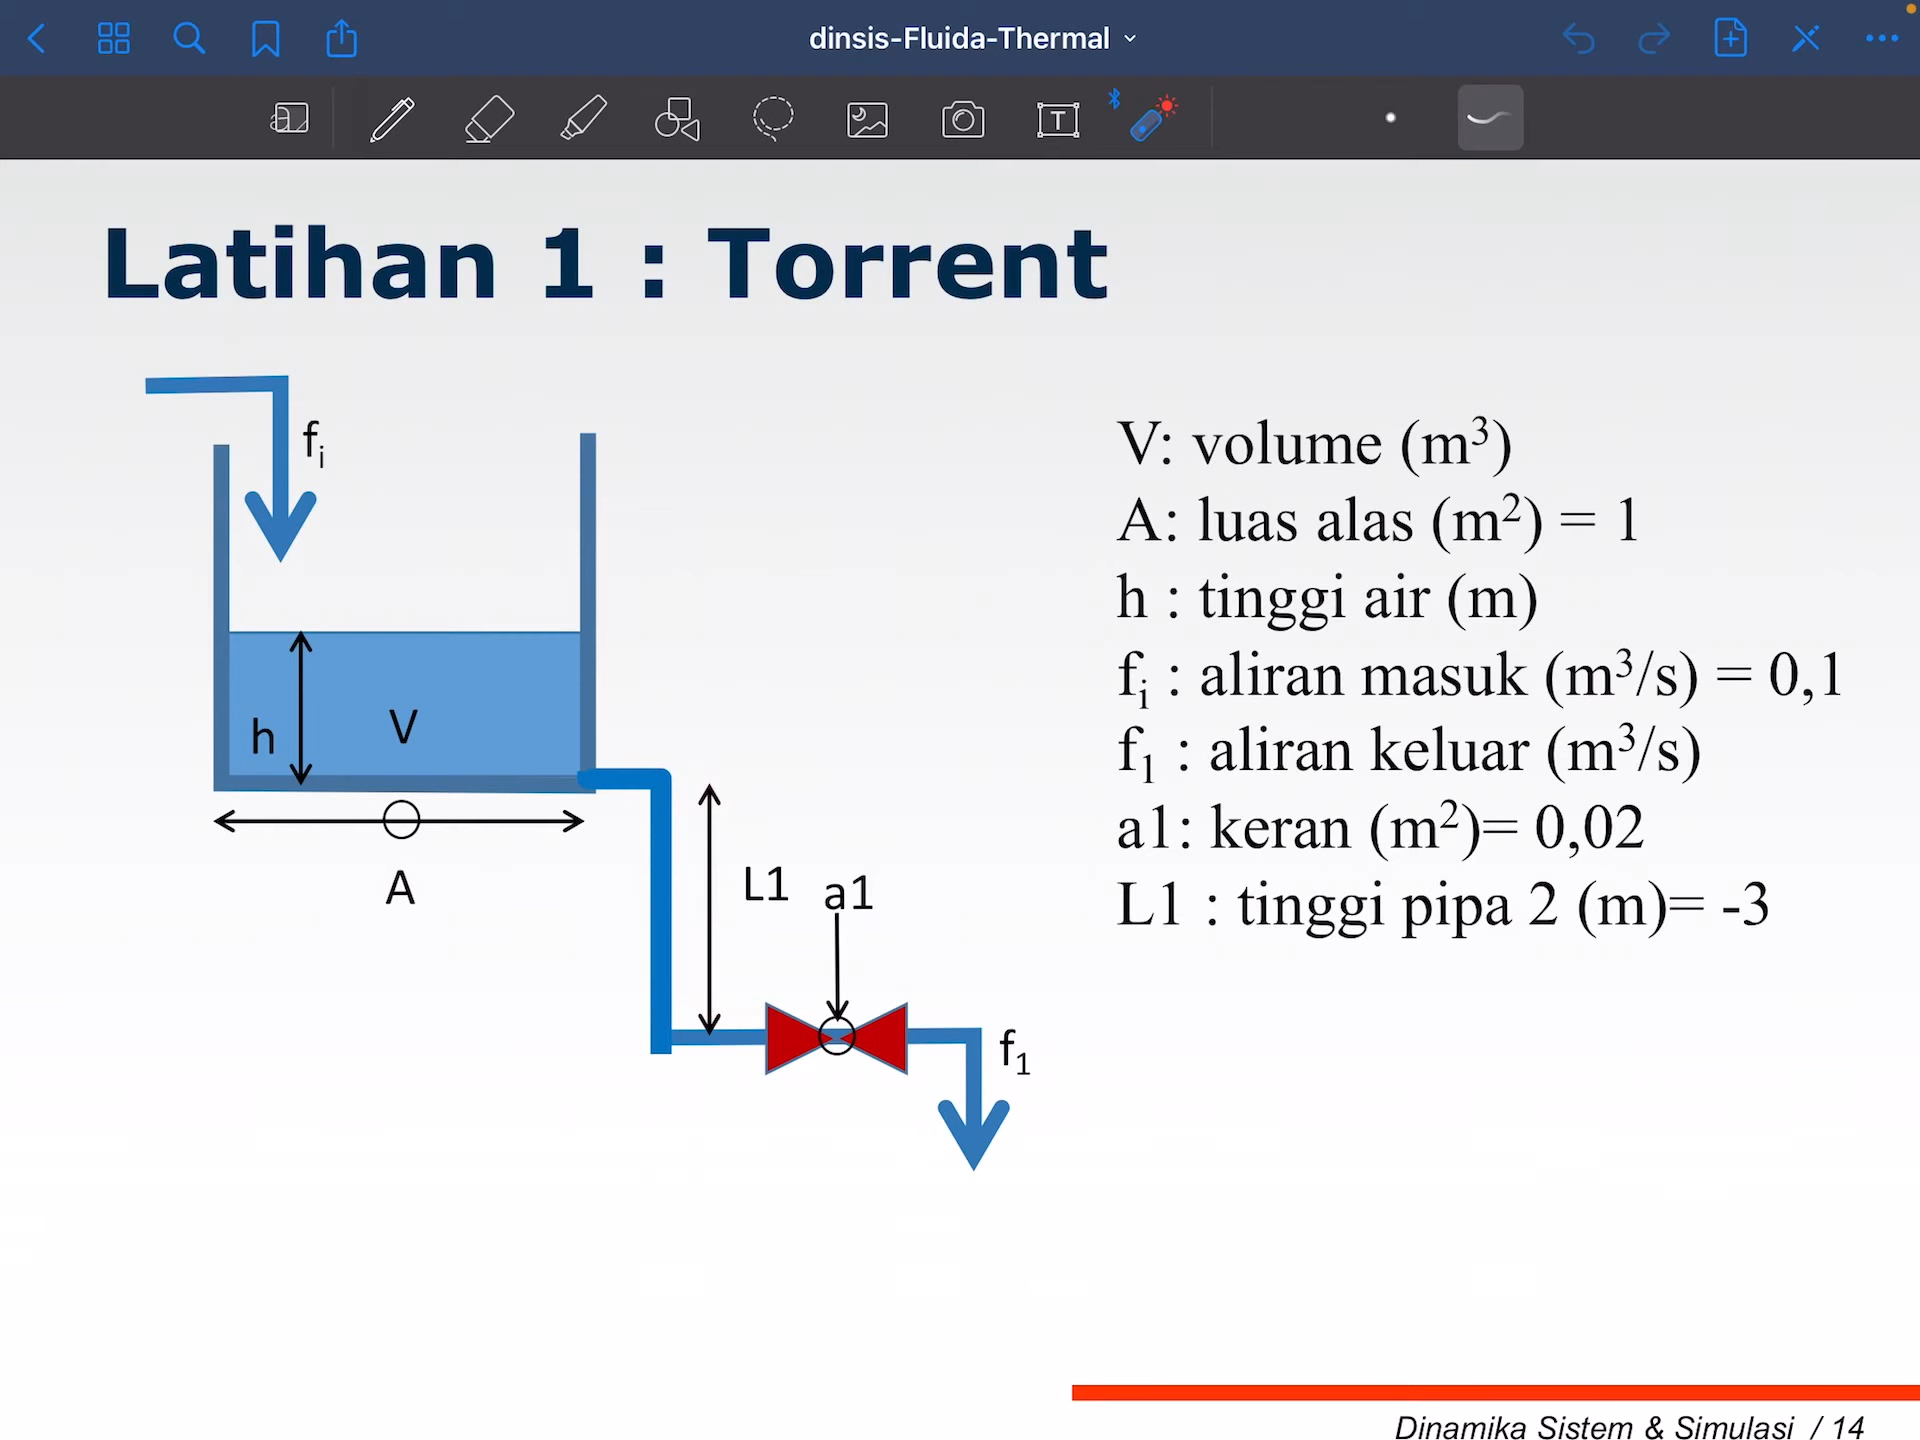 dinsis-Fluida-Thermal
Latihan 1 : Torrent
fi
h
V
A
L1
a1
f1
V: volume (m³)
A: luas alas (m²) = 1
h : tinggi air (m)
fi : aliran masuk (m³/s) = 0,1
f1 : aliran keluar (m³/s)
a1: keran (m²)= 0,02
L1 : tinggi pipa 2 (m)= -3
Dinamika Sistem & Simulasi / 14